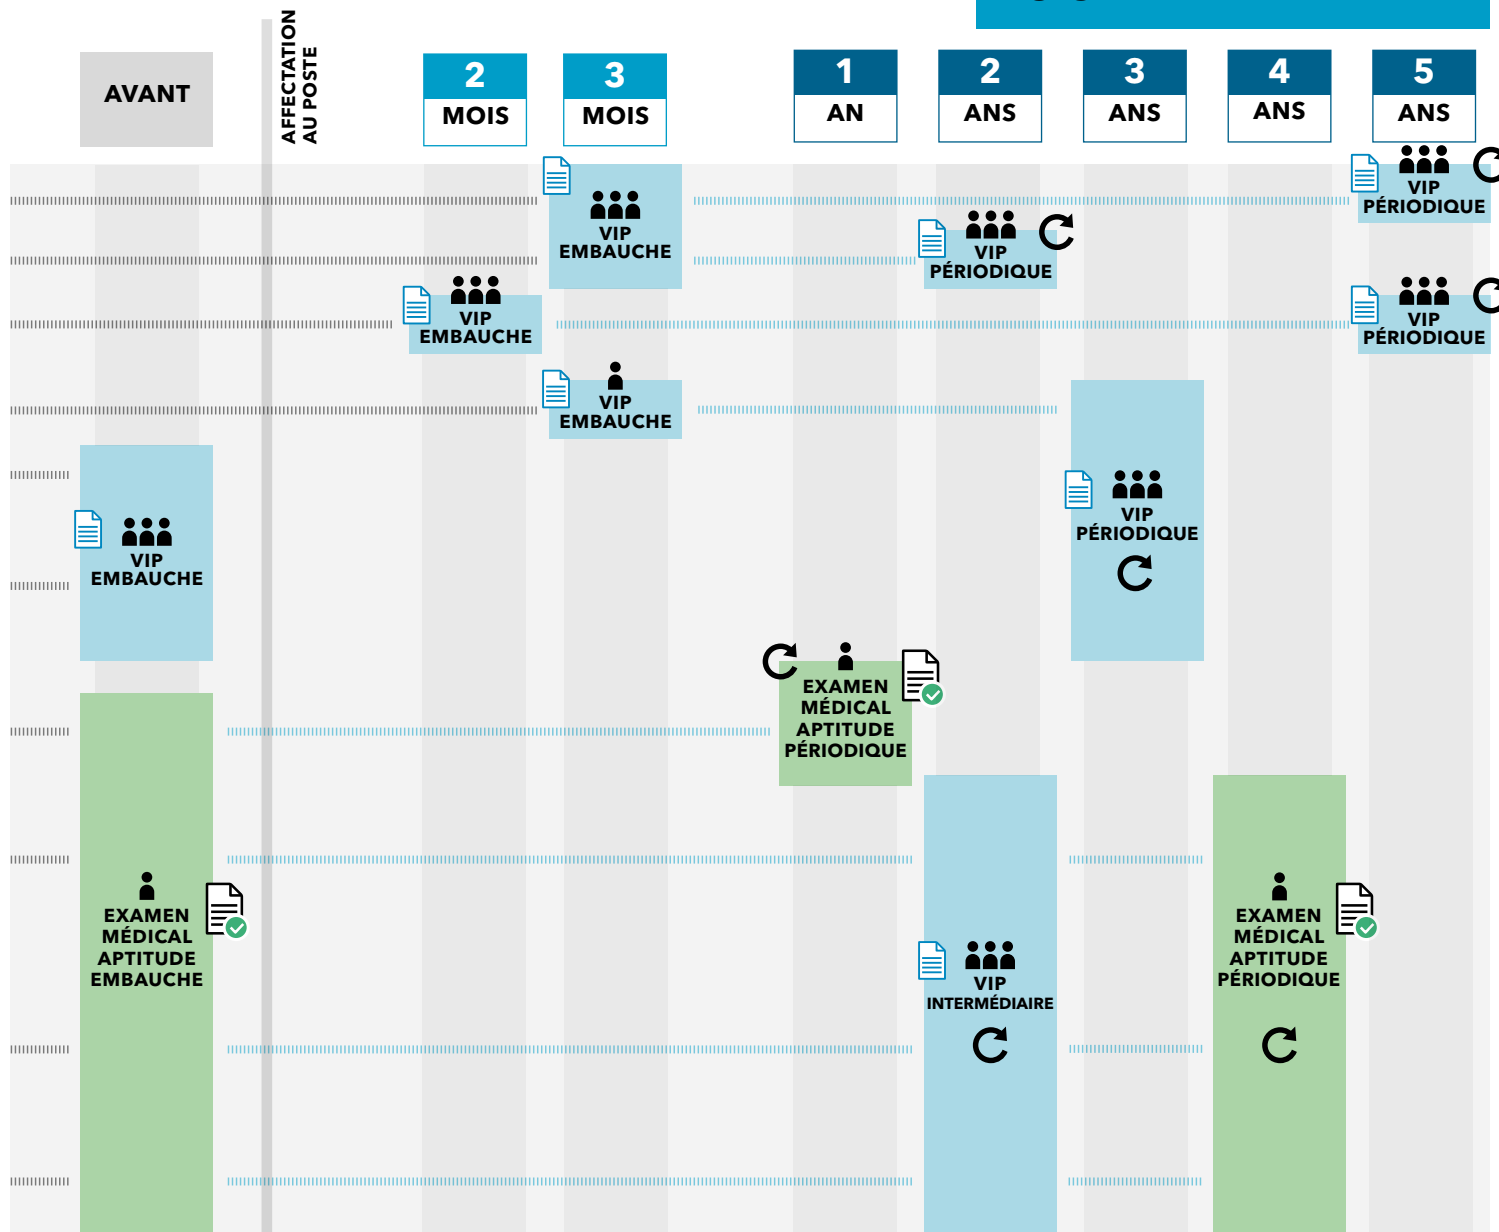 AVANT
AFFECTATION
AU POSTE
2
MOIS
3
MOIS
1
AN
2
ANS
3
ANS
4
ANS
5
ANS
VIP
EMBAUCHE
VIP
PÉRIODIQUE
VIP
PÉRIODIQUE
VIP
EMBAUCHE
VIP
PÉRIODIQUE
VIP
EMBAUCHE
VIP
EMBAUCHE
VIP
PÉRIODIQUE
EXAMEN
MÉDICAL
APTITUDE
PÉRIODIQUE
EXAMEN
MÉDICAL
APTITUDE
EMBAUCHE
VIP
INTERMÉDIAIRE
EXAMEN
MÉDICAL
APTITUDE
PÉRIODIQUE